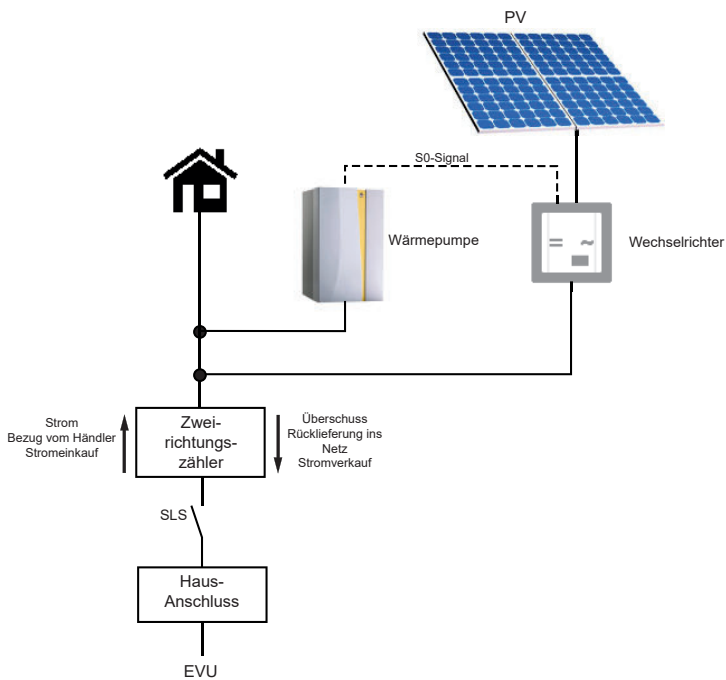 PV
S0-Signal
Wärmepumpe
= ~
Wechselrichter
Strom
Bezug vom Händler
Stromeinkauf
Zwei-
richtungs-
zähler
Überschuss
Rücklieferung ins
Netz
Stromverkauf
SLS
Haus-
Anschluss
EVU